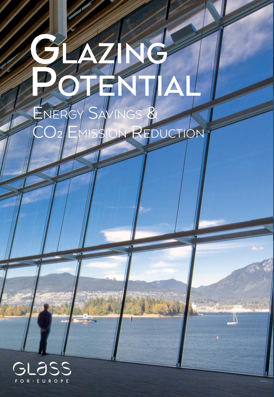 GLAZING
POTENTIAL
ENERGY SAVINGS &
CO2 EMISSION REDUCTION
GLASS
FOR•EUROPE